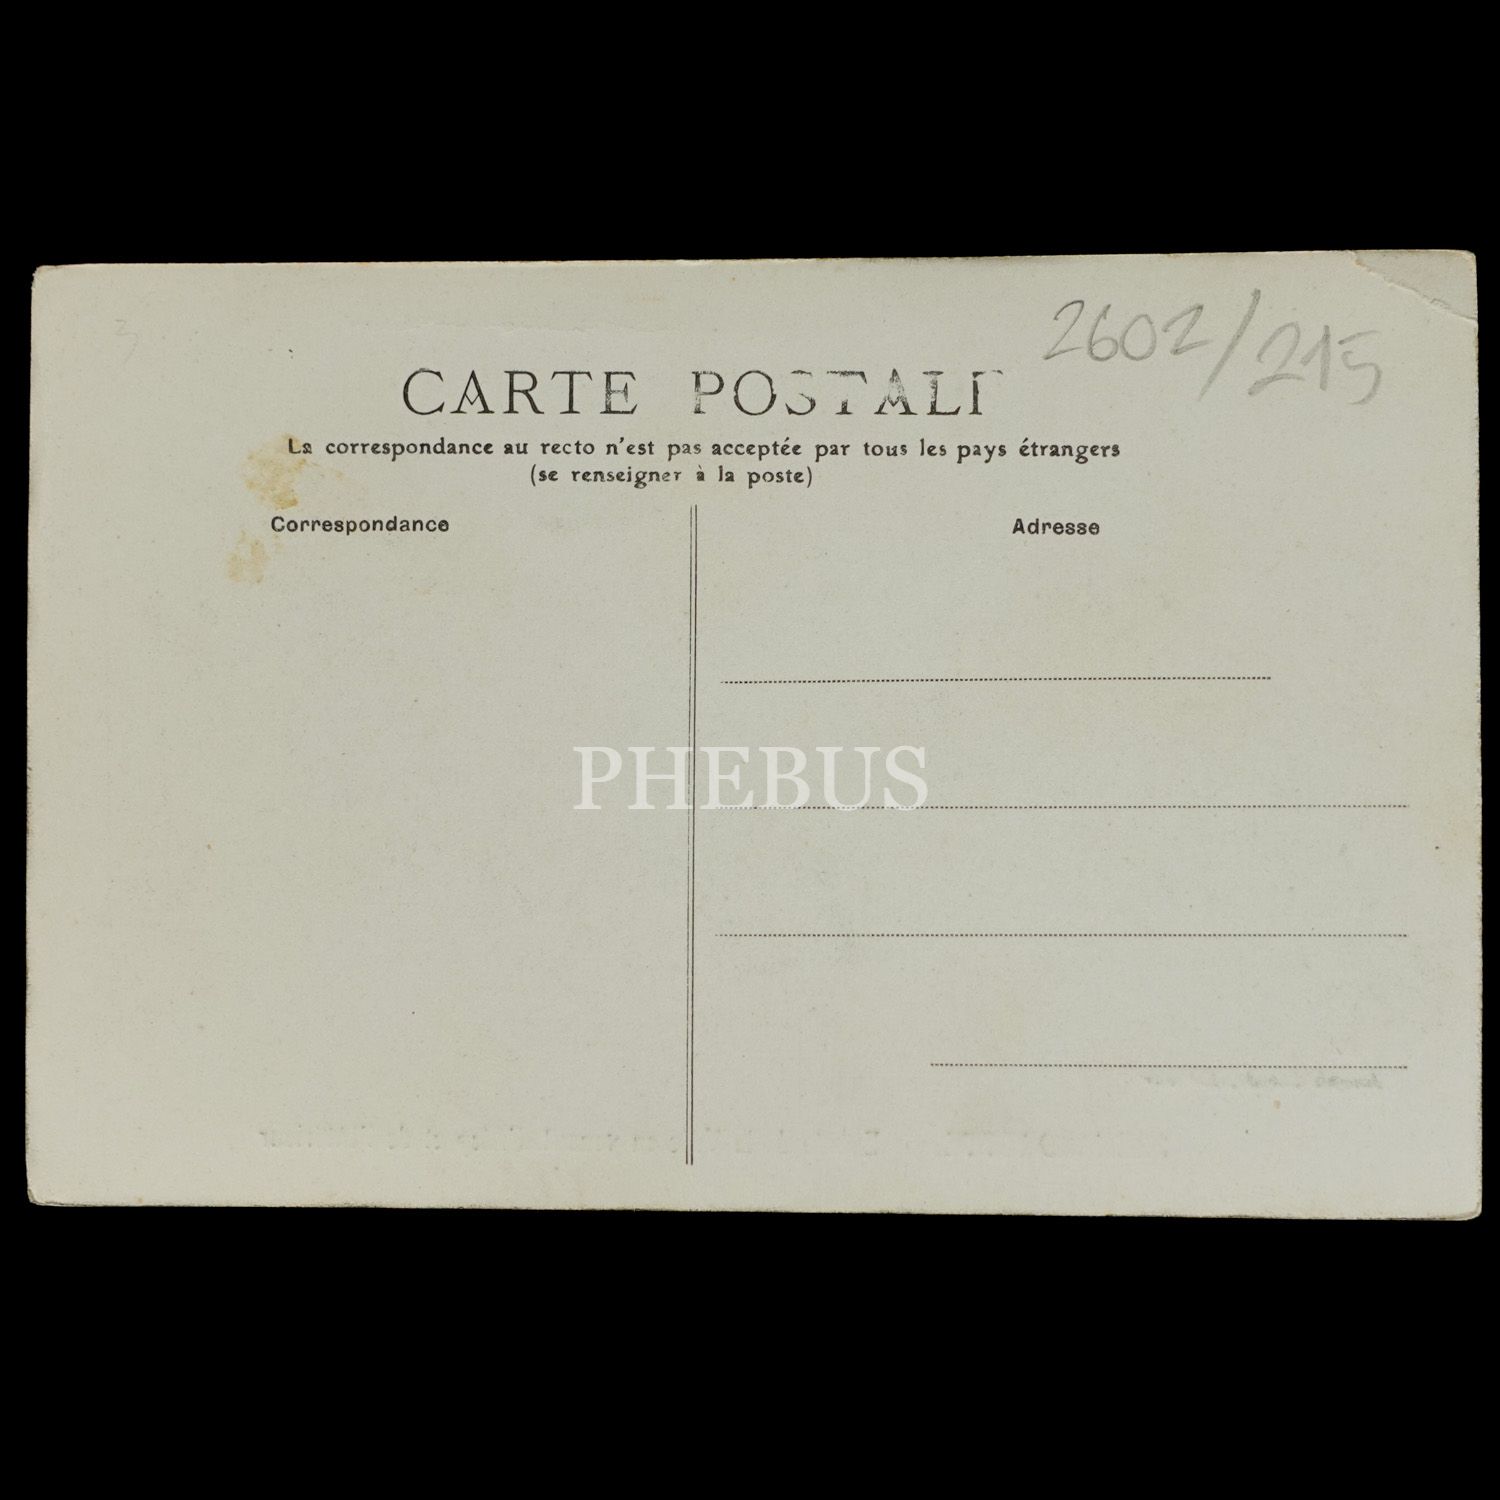 2602/215
CARTE POSTALE
La correspondance au recto n'est pas acceptée par tous les pays étrangers
(se renseigner à la poste)
Correspondance
Adresse
PHEBUS